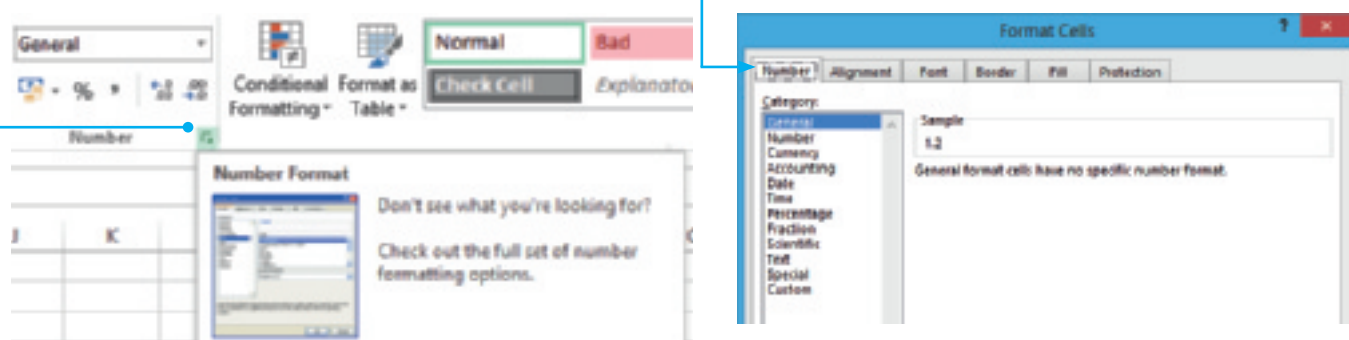 General
%
Conditional Formatting
Format as Table
Normal
Bad
Check Cell
Number
Number Format
Don't see what you're looking for?
Check out the full set of number
formatting options.
K
Format Cells
?
Number
Alignment
Font
Border
Fill
Protection
Category:
General
Number
Currency
Accounting
Date
Time
Percentage
Fraction
Scientific
Text
Special
Custom
Sample
1.2
General format cells have no specific number format.